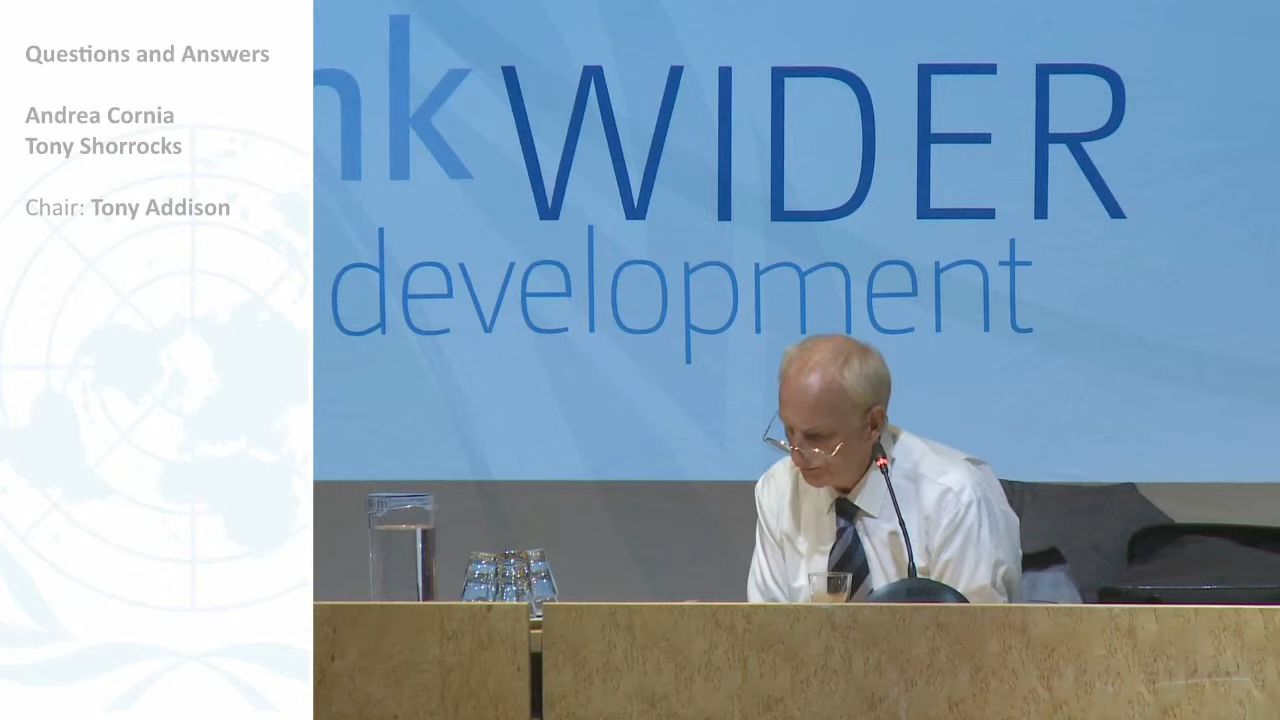 Questions and Answers
Andrea Cornia
Tony Shorrocks
Chair: Tony Addison
nk WIDER
development